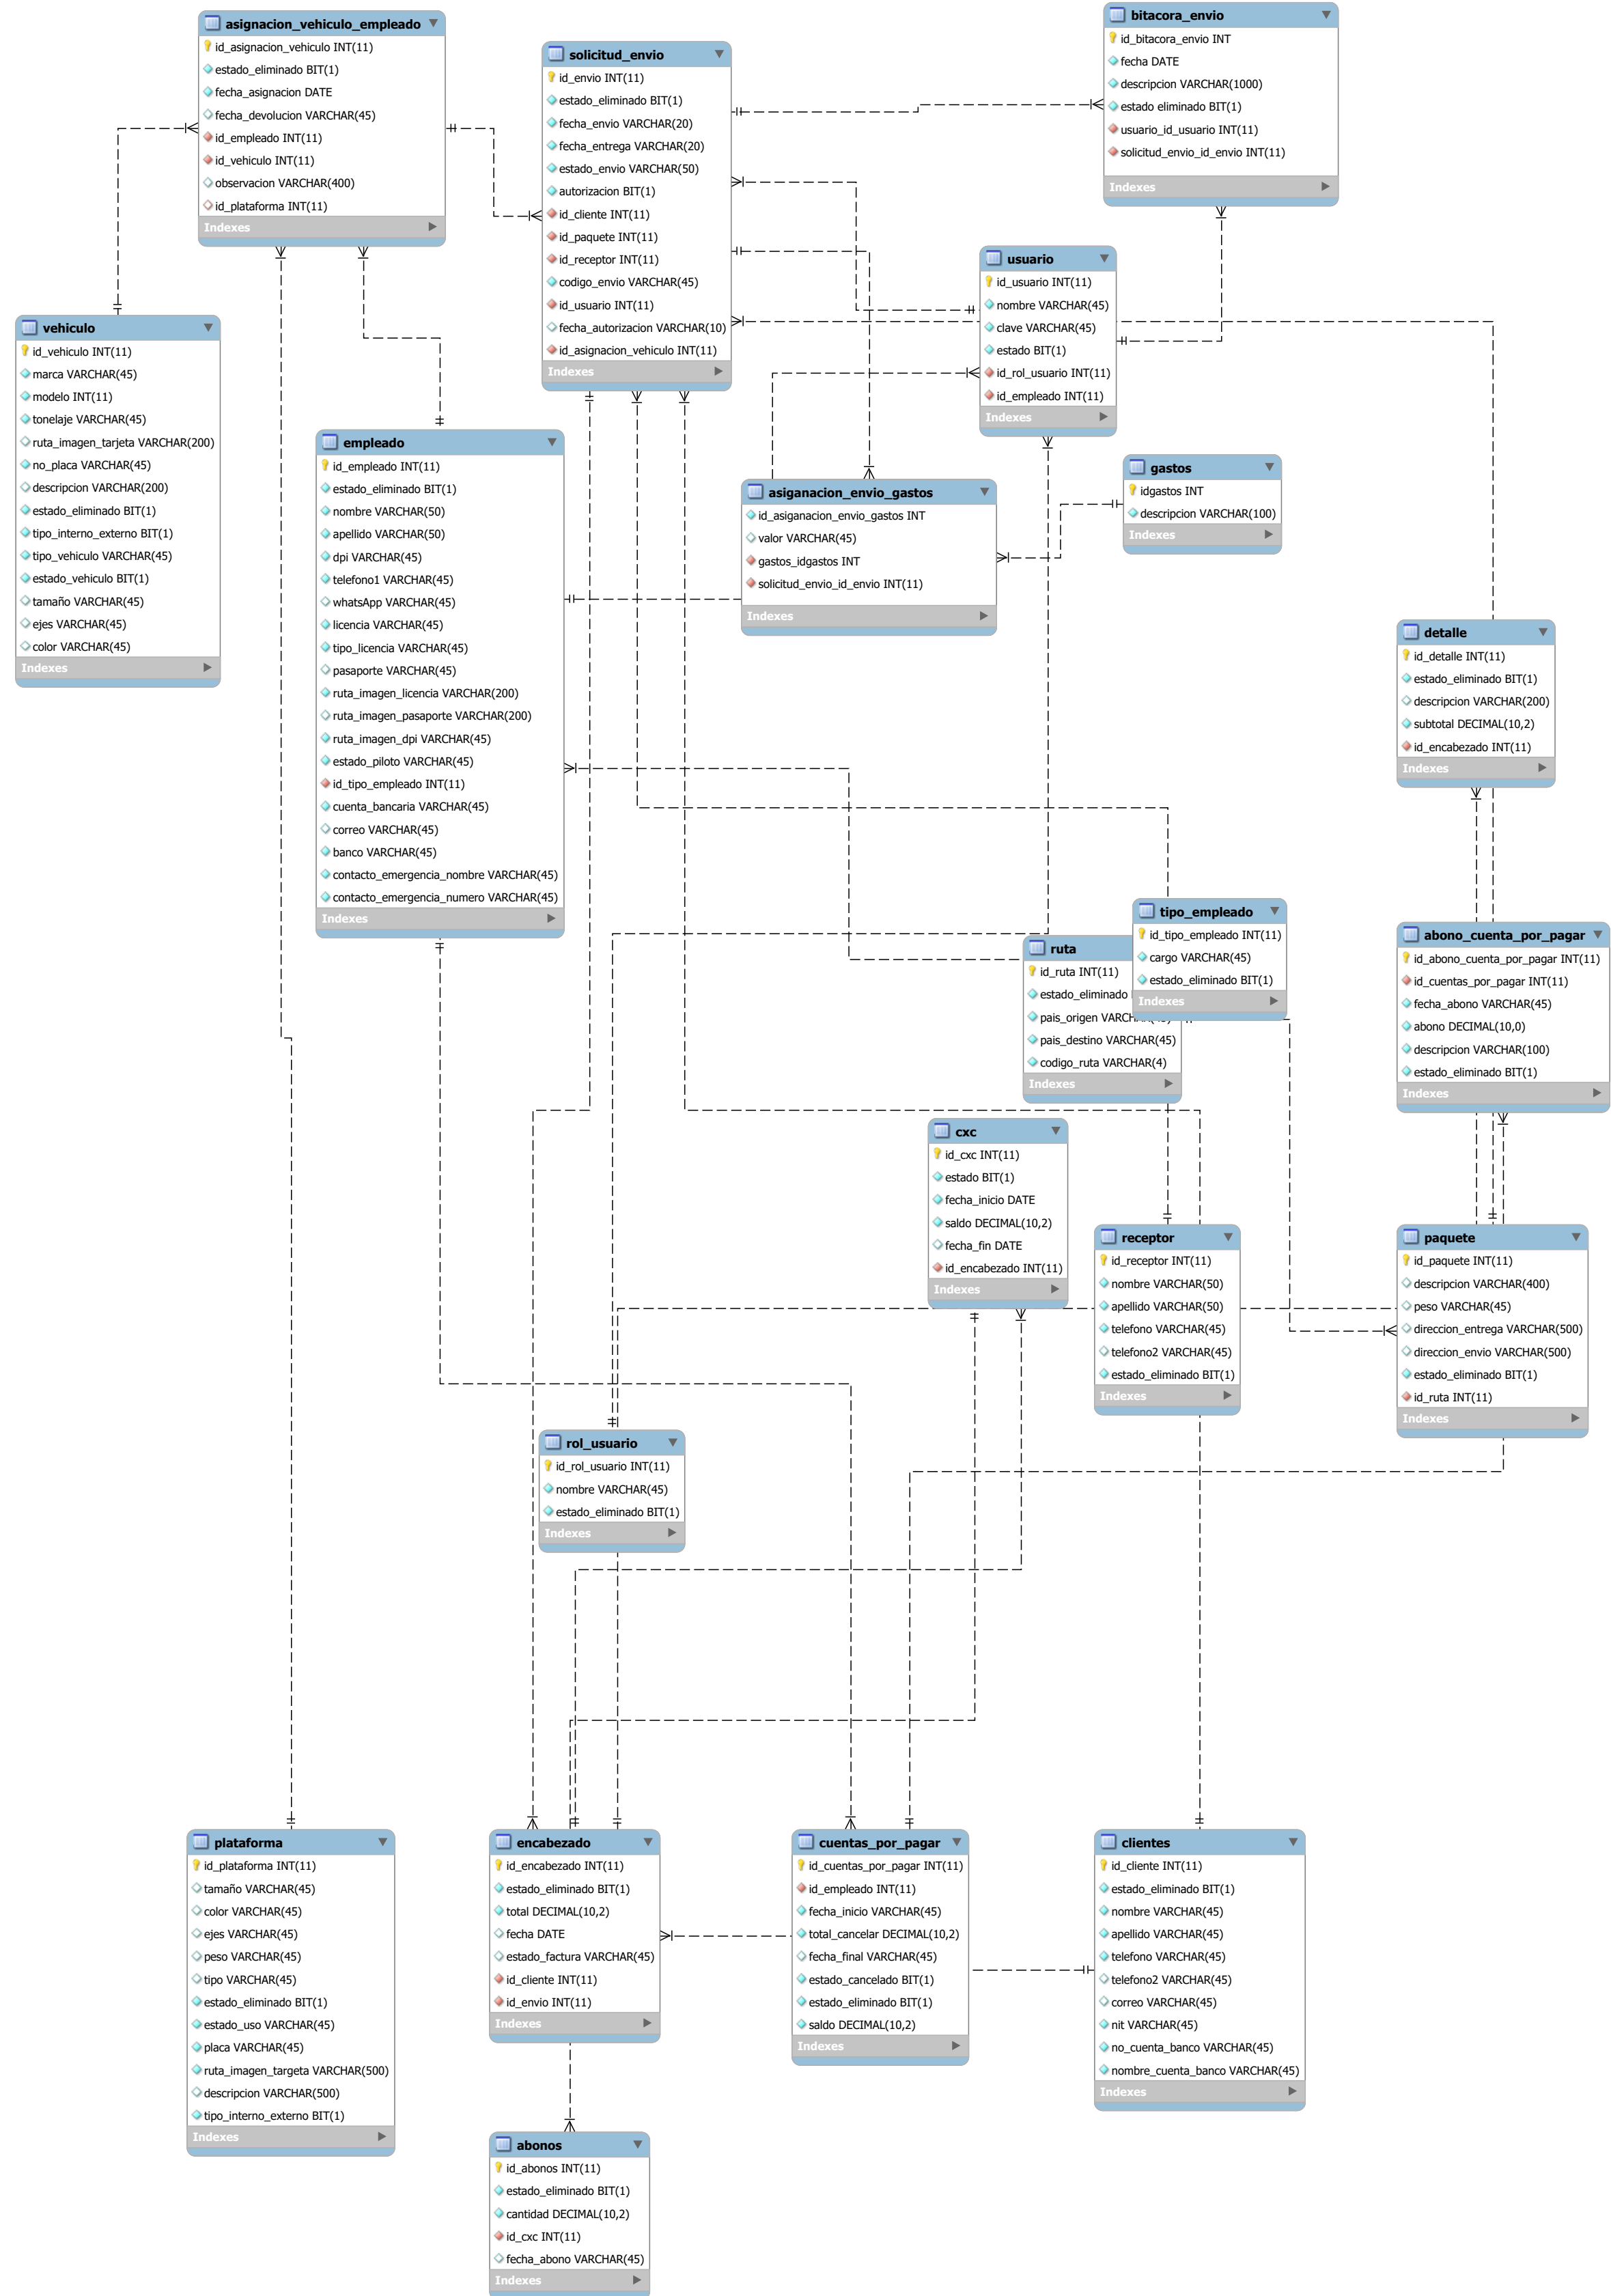 asignacion_vehiculo_empleado
id_asignacion_vehiculo INT(11)
estado_eliminado BIT(1)
fecha_asignacion DATE
fecha_devolucion VARCHAR(45)
id_empleado INT(11)
id_vehiculo INT(11)
observacion VARCHAR(400)
id_plataforma INT(11)
Indexes
solicitud_envio
id_envio INT(11)
estado_eliminado BIT(1)
fecha_envio VARCHAR(20)
fecha_entrega VARCHAR(20)
estado_envio VARCHAR(50)
autorizacion BIT(1)
id_cliente INT(11)
id_paquete INT(11)
id_receptor INT(11)
codigo_envio VARCHAR(45)
id_usuario INT(11)
fecha_autorizacion VARCHAR(10)
id_asignacion_vehiculo INT(11)
Indexes
bitacora_envio
id_bitacora_envio INT
fecha DATE
descripcion VARCHAR(1000)
estado eliminado BIT(1)
usuario_id_usuario INT(11)
solicitud_envio_id_envio INT(11)
Indexes
usuario
id_usuario INT(11)
nombre VARCHAR(45)
clave VARCHAR(45)
estado BIT(1)
id_rol_usuario INT(11)
id_empleado INT(11)
Indexes
vehiculo
id_vehiculo INT(11)
marca VARCHAR(45)
modelo INT(11)
tonelaje VARCHAR(45)
ruta_imagen_tarjeta VARCHAR(200)
no_placa VARCHAR(45)
descripcion VARCHAR(200)
estado_eliminado BIT(1)
tipo_interno_externo BIT(1)
tipo_vehiculo VARCHAR(45)
estado_vehiculo BIT(1)
tamaño VARCHAR(45)
ejes VARCHAR(45)
color VARCHAR(45)
Indexes
empleado
id_empleado INT(11)
estado_eliminado BIT(1)
nombre VARCHAR(50)
apellido VARCHAR(50)
dpi VARCHAR(45)
telefono1 VARCHAR(45)
whatsApp VARCHAR(45)
licencia VARCHAR(45)
tipo_licencia VARCHAR(45)
pasaporte VARCHAR(45)
ruta_imagen_licencia VARCHAR(200)
ruta_imagen_pasaporte VARCHAR(200)
ruta_imagen_dpi VARCHAR(45)
estado_piloto VARCHAR(45)
id_tipo_empleado INT(11)
cuenta_bancaria VARCHAR(45)
correo VARCHAR(45)
banco VARCHAR(45)
contacto_emergencia_nombre VARCHAR(45)
contacto_emergencia_numero VARCHAR(45)
Indexes
asiganacion_envio_gastos
id_asiganacion_envio_gastos INT
valor VARCHAR(45)
gastos_idgastos INT
solicitud_envio_id_envio INT(11)
Indexes
gastos
idgastos INT
descripcion VARCHAR(100)
Indexes
detalle
id_detalle INT(11)
estado_eliminado BIT(1)
descripcion VARCHAR(200)
subtotal DECIMAL(10,2)
id_encabezado INT(11)
Indexes
tipo_empleado
id_tipo_empleado INT(11)
cargo VARCHAR(45)
estado_eliminado BIT(1)
Indexes
ruta
id_ruta INT(11)
estado_eliminado
pais_origen
pais_destino VARCHAR(45)
codigo_ruta VARCHAR(4)
Indexes
abono_cuenta_por_pagar
id_abono_cuenta_por_pagar INT(11)
id_cuentas_por_pagar INT(11)
fecha_abono VARCHAR(45)
abono DECIMAL(10,0)
descripcion VARCHAR(100)
estado_eliminado BIT(1)
Indexes
cxc
id_cxc INT(11)
estado BIT(1)
fecha_inicio DATE
saldo DECIMAL(10,2)
fecha_fin DATE
id_encabezado INT(11)
Indexes
receptor
id_receptor INT(11)
nombre VARCHAR(50)
apellido VARCHAR(50)
telefono VARCHAR(45)
telefono2 VARCHAR(45)
estado_eliminado BIT(1)
Indexes
paquete
id_paquete INT(11)
descripcion VARCHAR(400)
peso VARCHAR(45)
direccion_entrega VARCHAR(500)
direccion_envio VARCHAR(500)
estado_eliminado BIT(1)
id_ruta INT(11)
Indexes
rol_usuario
id_rol_usuario INT(11)
nombre VARCHAR(45)
estado_eliminado BIT(1)
Indexes
plataforma
id_plataforma INT(11)
tamaño VARCHAR(45)
color VARCHAR(45)
ejes VARCHAR(45)
peso VARCHAR(45)
tipo VARCHAR(45)
estado_eliminado BIT(1)
estado_uso VARCHAR(45)
placa VARCHAR(45)
ruta_imagen_targeta VARCHAR(500)
descripcion VARCHAR(500)
tipo_interno_externo BIT(1)
Indexes
encabezado
id_encabezado INT(11)
estado_eliminado BIT(1)
total DECIMAL(10,2)
fecha DATE
estado_factura VARCHAR(45)
id_cliente INT(11)
id_envio INT(11)
Indexes
cuentas_por_pagar
id_cuentas_por_pagar INT(11)
id_empleado INT(11)
fecha_inicio VARCHAR(45)
total_cancelar DECIMAL(10,2)
fecha_final VARCHAR(45)
estado_cancelado BIT(1)
estado_eliminado BIT(1)
saldo DECIMAL(10,2)
Indexes
clientes
id_cliente INT(11)
estado_eliminado BIT(1)
nombre VARCHAR(45)
apellido VARCHAR(45)
telefono VARCHAR(45)
telefono2 VARCHAR(45)
correo VARCHAR(45)
nit VARCHAR(45)
no_cuenta_banco VARCHAR(45)
nombre_cuenta_banco VARCHAR(45)
Indexes
abonos
id_abonos INT(11)
estado_eliminado BIT(1)
cantidad DECIMAL(10,2)
id_cxc INT(11)
fecha_abono VARCHAR(45)
Indexes